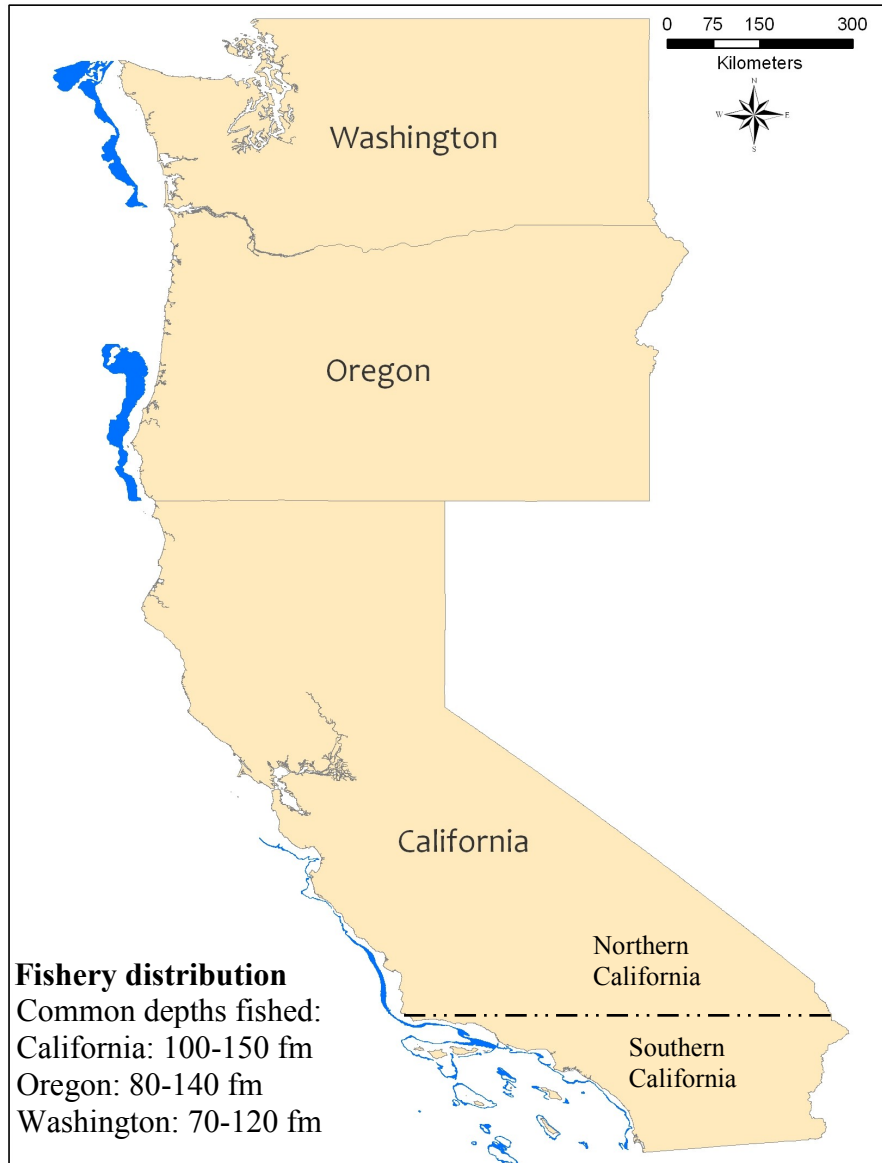 0 75 150 300
Kilometers
N
W E
S
Washington
Oregon
California
Northern
California
Southern
California
Fishery distribution
Common depths fished:
California: 100-150 fm
Oregon: 80-140 fm
Washington: 70-120 fm